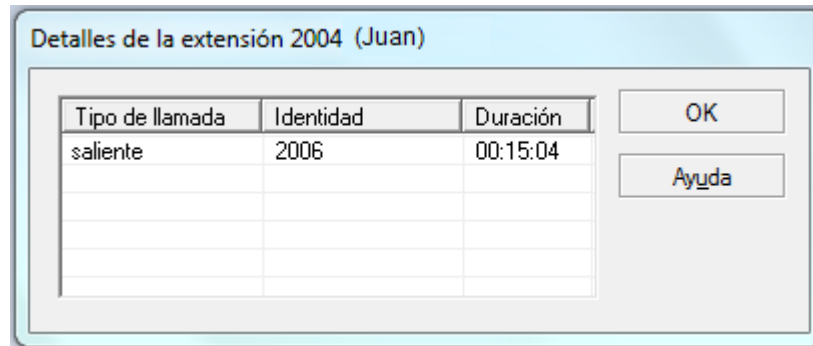 Detalles de la extensión 2004 (Juan)
Tipo de llamada Identidad Duración
saliente 2006 00:15:04
OK
Ayuda